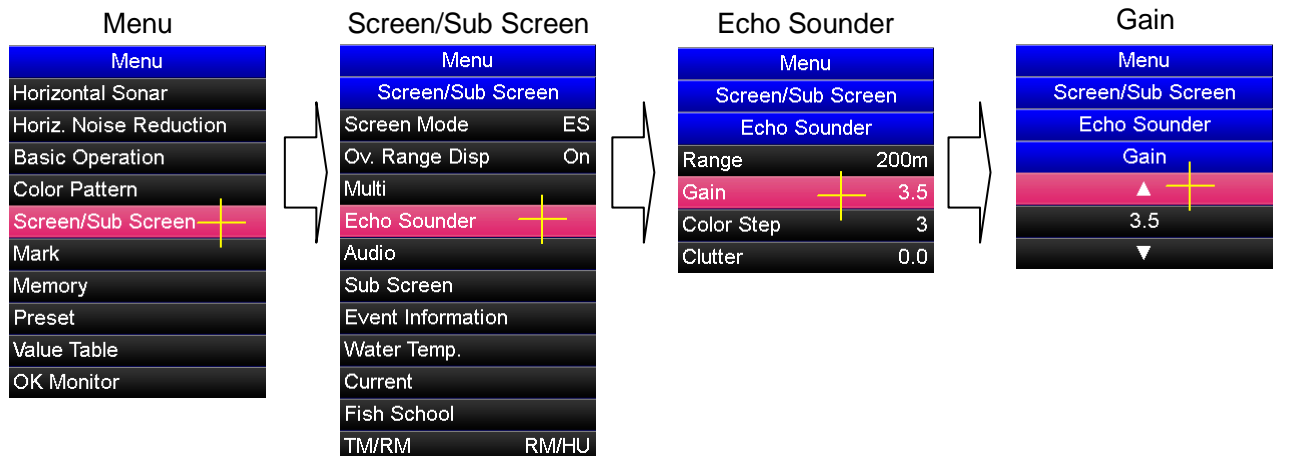 Menu
Menu
Horizontal Sonar
Horiz. Noise Reduction
Basic Operation
Color Pattern
Screen/Sub Screen
Mark
Memory
Preset
Value Table
OK Monitor
Screen/Sub Screen
Menu
Screen/Sub Screen
Screen Mode ES
Ov. Range Disp On
Multi
Echo Sounder
Audio
Sub Screen
Event Information
Water Temp.
Current
Fish School
TM/RM RM/HU
Echo Sounder
Menu
Screen/Sub Screen
Echo Sounder
Range 200m
Gain 3.5
Color Step 3
Clutter 0.0
Gain
Menu
Screen/Sub Screen
Echo Sounder
Gain
▲
3.5
▼